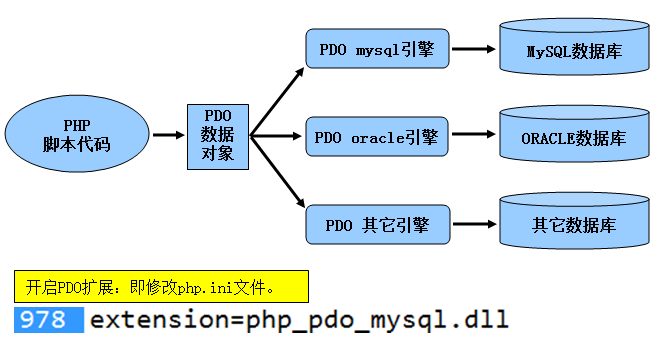 PHP
脚本代码
PDO
数据
对象
PDO mysql引擎
MySQL数据库
PDO oracle引擎
ORACLE数据库
PDO 其它引擎
其它数据库
开启PDO扩展：即修改php.ini文件。
978 extension=php_pdo_mysql.dll